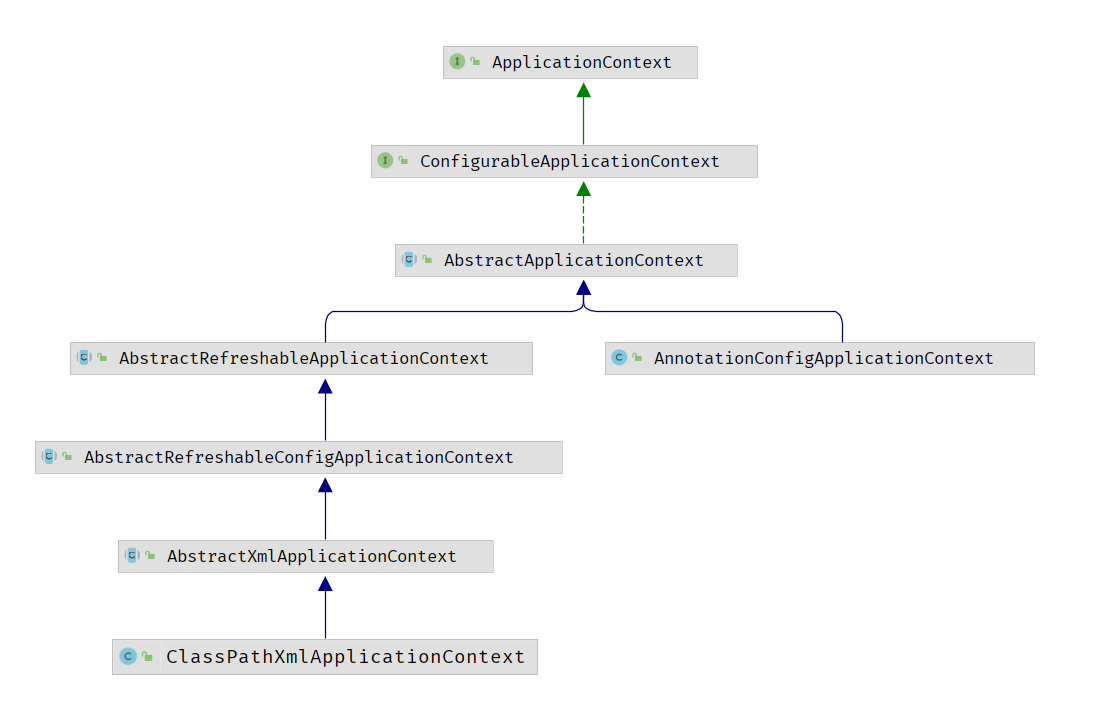 ApplicationContext
ConfigurableApplicationContext
AbstractApplicationContext
AbstractRefreshableApplicationContext
AnnotationConfigApplicationContext
AbstractRefreshableConfigApplicationContext
AbstractXmlApplicationContext
ClassPathXmlApplicationContext